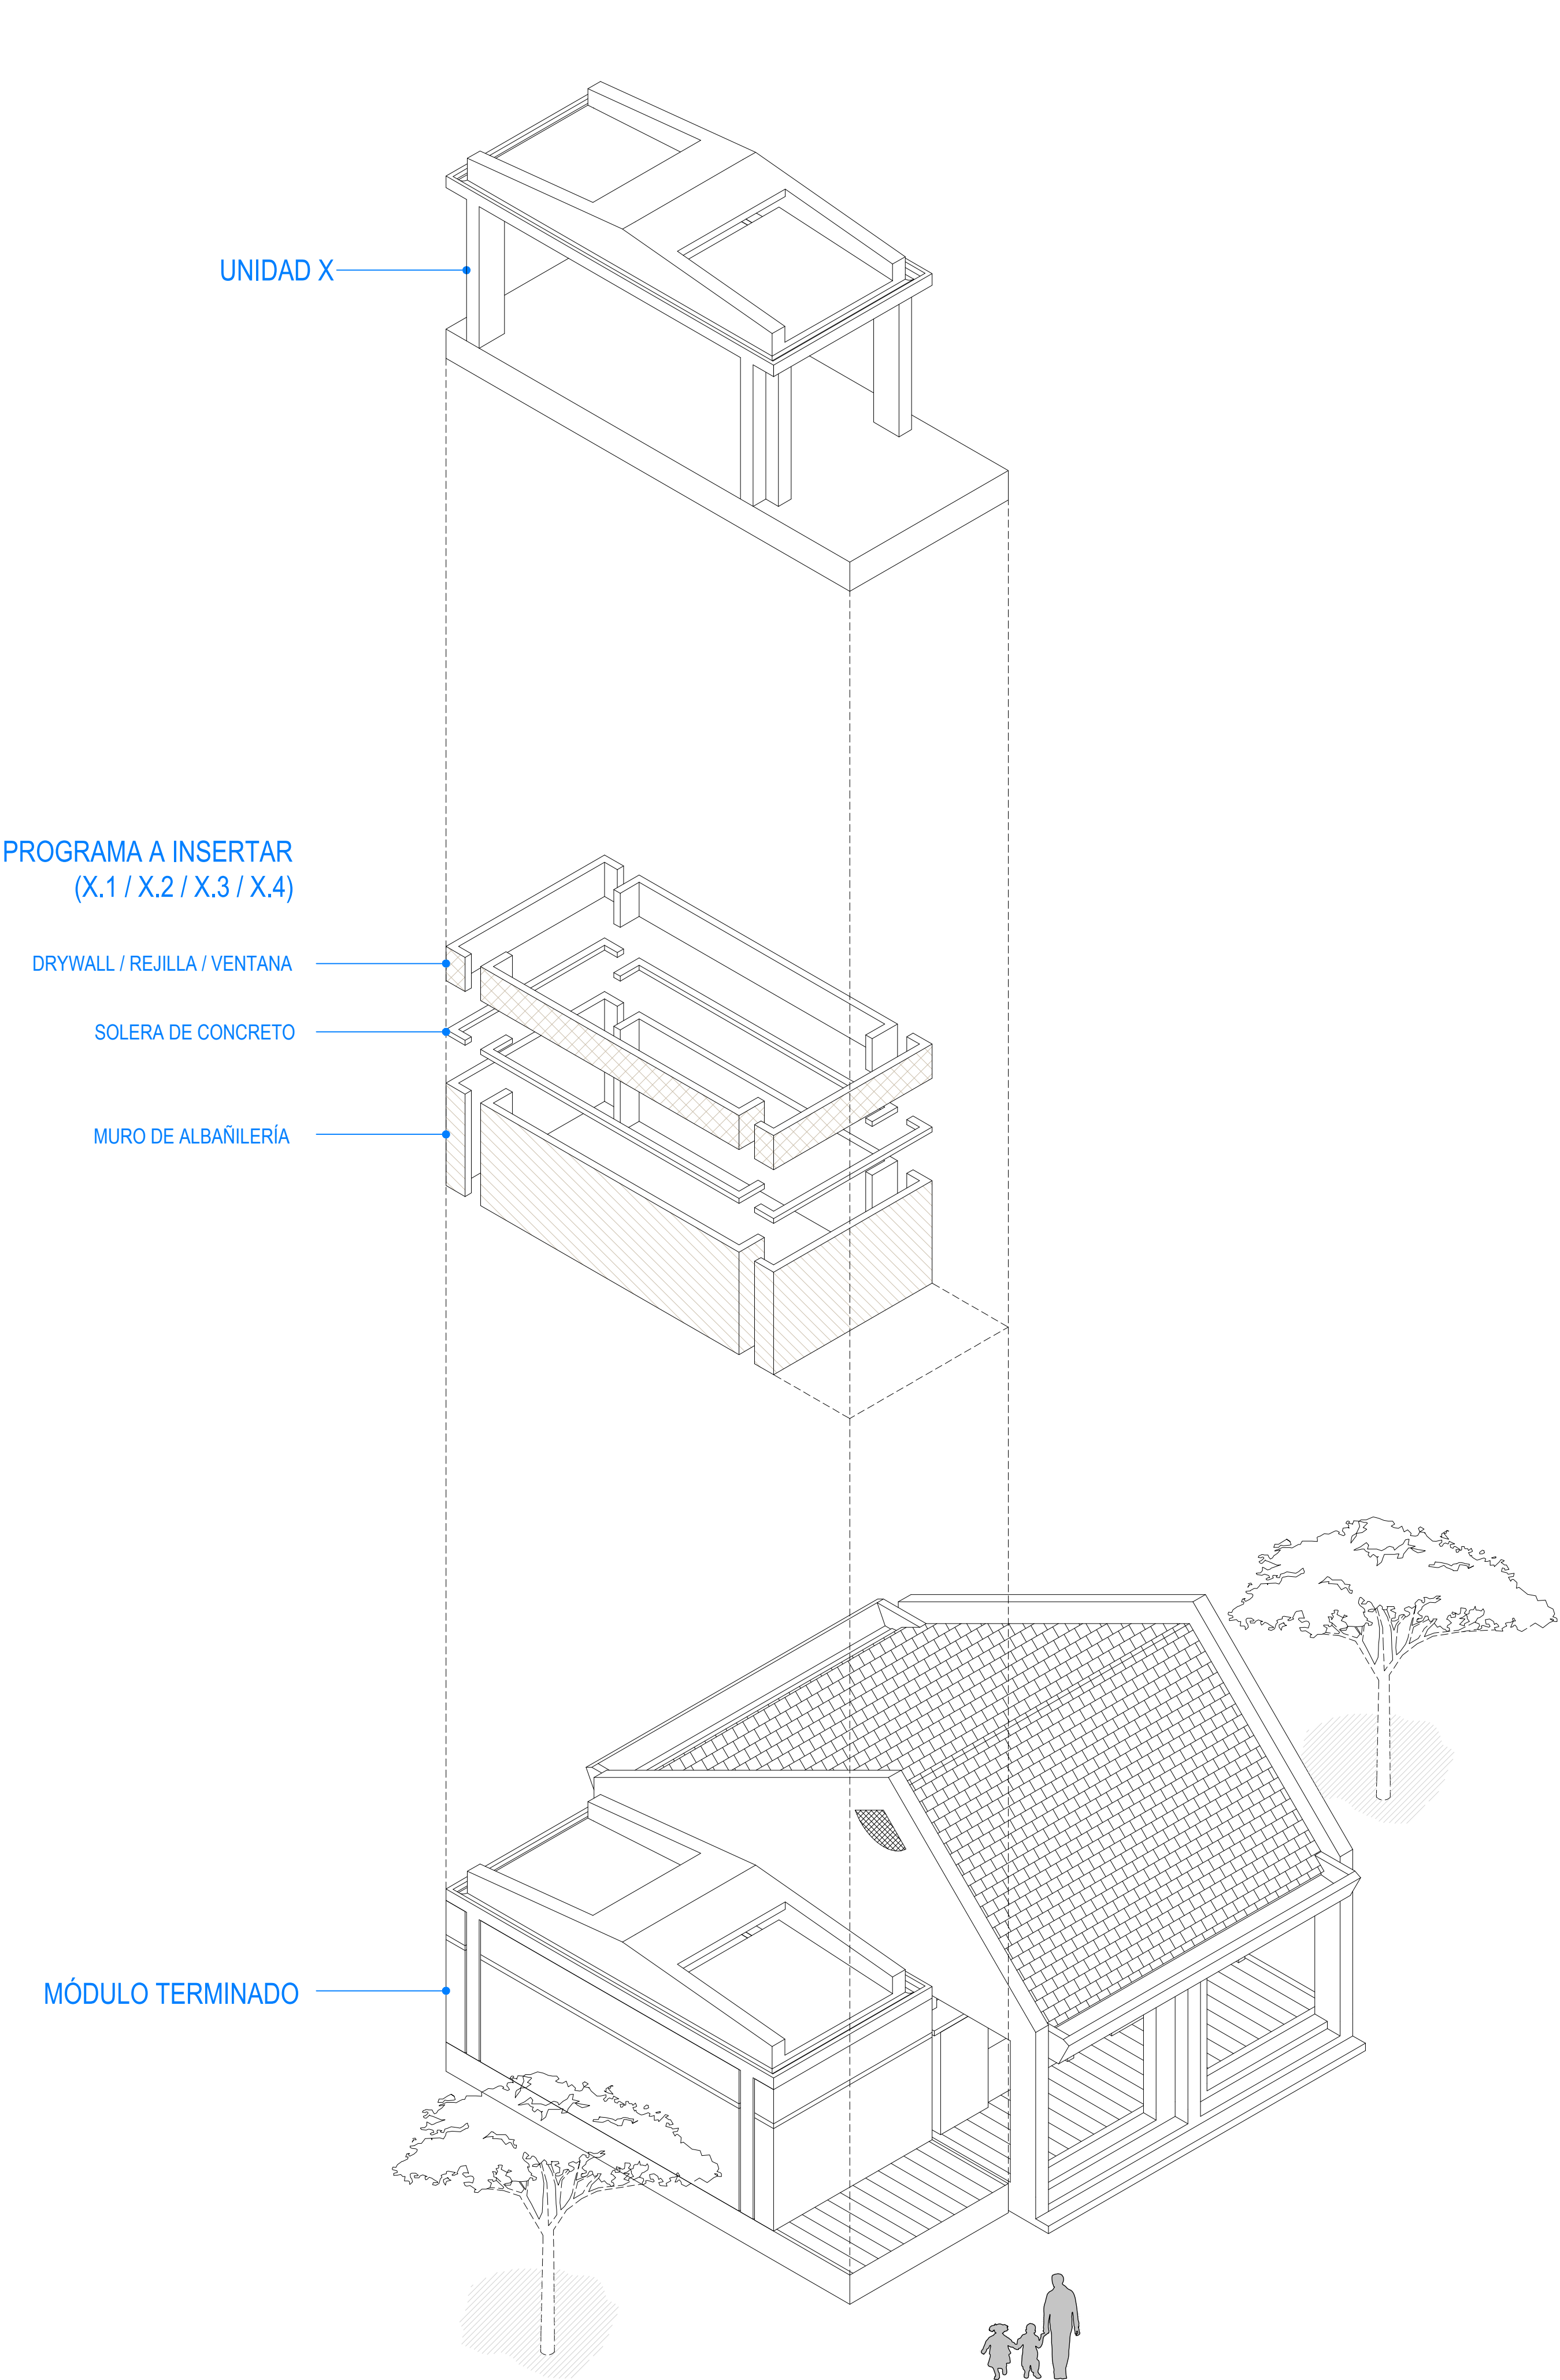 UNIDAD X
PROGRAMA A INSERTAR
(X.1 / X.2 / X.3 / X.4)
DRYWALL / REJILLA / VENTANA
SOLERA DE CONCRETO
MURO DE ALBAÑILERÍA
MÓDULO TERMINADO